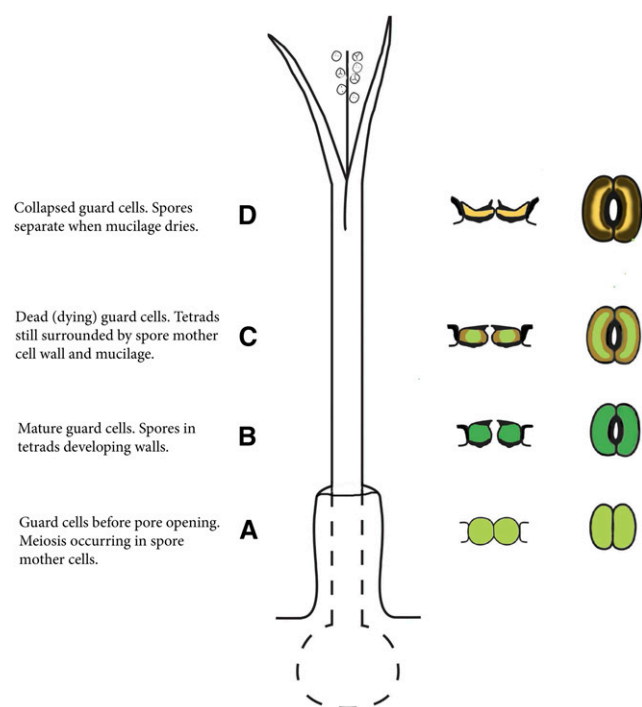 Collapsed guard cells. Spores
separate when mucilage dries.
D
Dead (dying) guard cells. Tetrads
still surrounded by spore mother
cell wall and mucilage.
C
Mature guard cells. Spores in
tetrads developing walls.
B
Guard cells before pore opening.
Meiosis occurring in spore
mother cells.
A